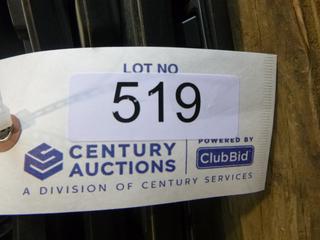 LOT NO
519
CENTURY
AUCTIONS
POWERED BY
ClubBid
A DIVISION OF CENTURY SERVICES